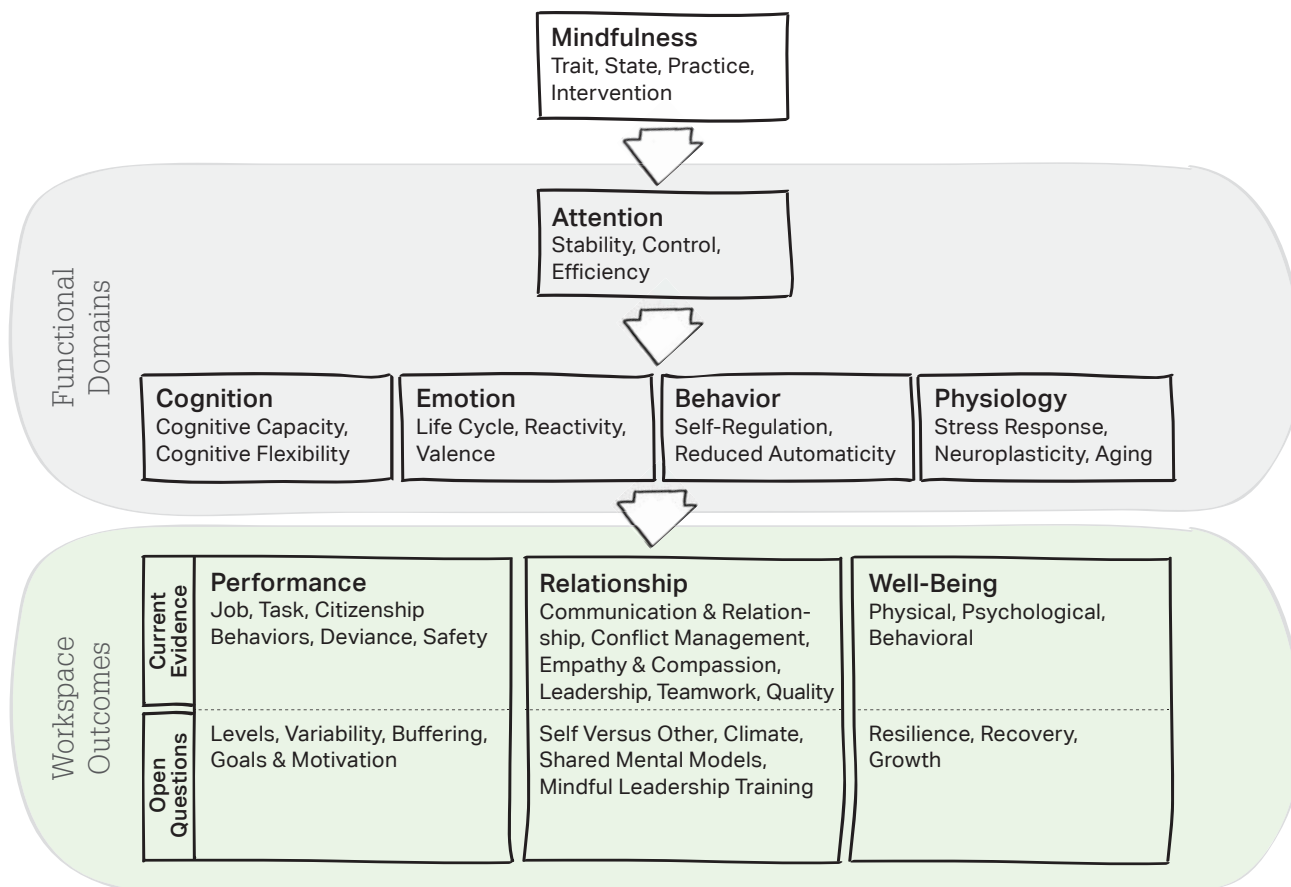 Mindfulness
Trait, State, Practice,
Intervention
Functional
Domains
Attention
Stability, Control,
Efficiency
Cognition
Cognitive Capacity,
Cognitive Flexibility
Emotion
Life Cycle, Reactivity,
Valence
Behavior
Self-Regulation,
Reduced Automaticity
Physiology
Stress Response,
Neuroplasticity, Aging
Workspace
Outcomes
Current
Evidence
Performance
Job, Task, Citizenship
Behaviors, Deviance, Safety
Relationship
Communication & Relation-
ship, Conflict Management,
Empathy & Compassion,
Leadership, Teamwork, Quality
Well-Being
Physical, Psychological,
Behavioral
Open
Questions
Levels, Variability, Buffering,
Goals & Motivation
Self Versus Other, Climate,
Shared Mental Models,
Mindful Leadership Training
Resilience, Recovery,
Growth